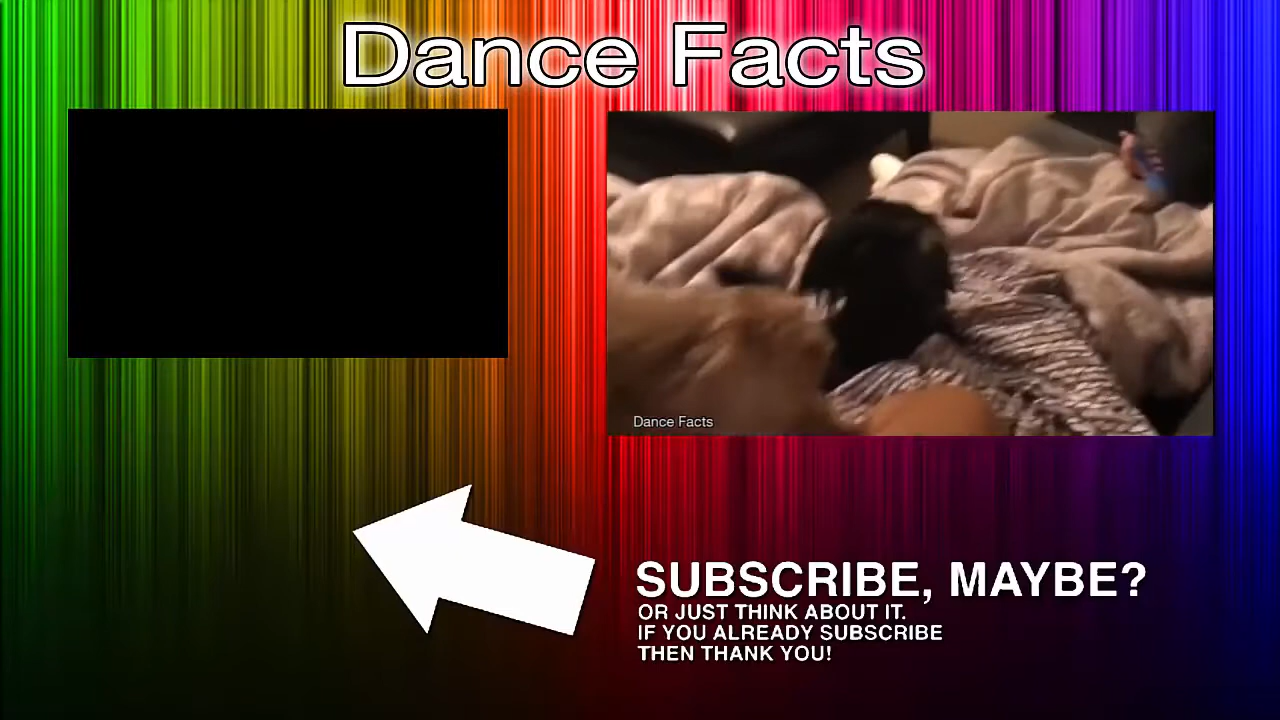 Dance Facts
Dance Facts
SUBSCRIBE, MAYBE?
OR JUST THINK ABOUT IT.
IF YOU ALREADY SUBSCRIBE
THEN THANK YOU!